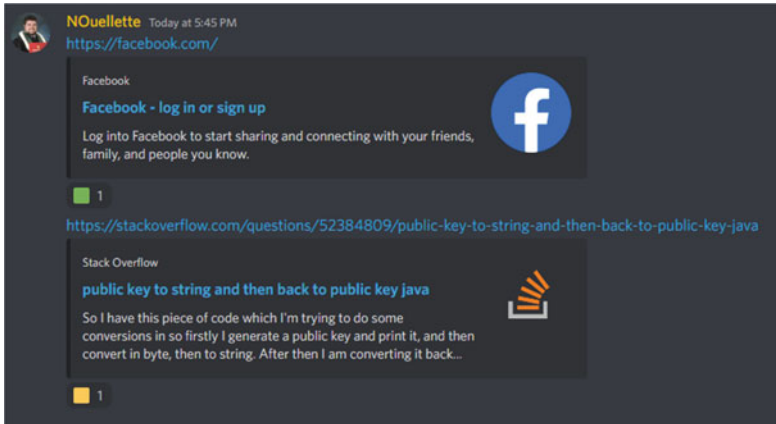 NOuellette Today at 5:45 PM
https://facebook.com/
Facebook
Facebook - log in or sign up
Log into Facebook to start sharing and connecting with your friends,
family, and people you know.
1
https://stackoverflow.com/questions/52384809/public-key-to-string-and-then-back-to-public-key-java
Stack Overflow
public key to string and then back to public key java
So I have this piece of code which I'm trying to do some
conversions in so firstly I generate a public key and print it, and then
convert in byte, then to string. After then I am converting it back...
1